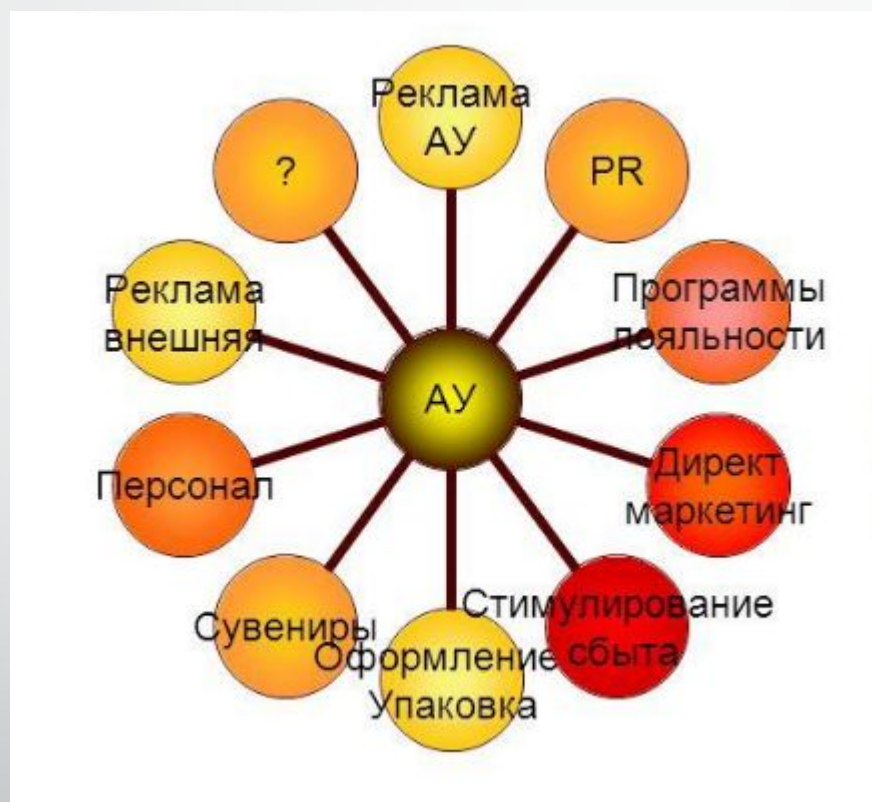 Реклама
АУ
PR
Программы
лояльности
Директ
маркетинг
Стимулирование
сбыта
Оформление
Упаковка
Сувениры
Персонал
Реклама
внешняя
?
АУ